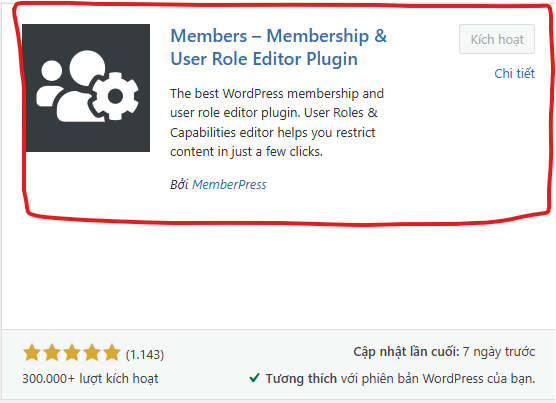 Members – Membership &
User Role Editor Plugin
Kích hoạt
Chi tiết
The best WordPress membership and
user role editor plugin. User Roles &
Capabilities editor helps you restrict
content in just a few clicks.
Bởi MemberPress
(1.143)
300.000+ lượt kích hoạt
Cập nhật lần cuối: 7 ngày trước
Tương thích với phiên bản WordPress của bạn.